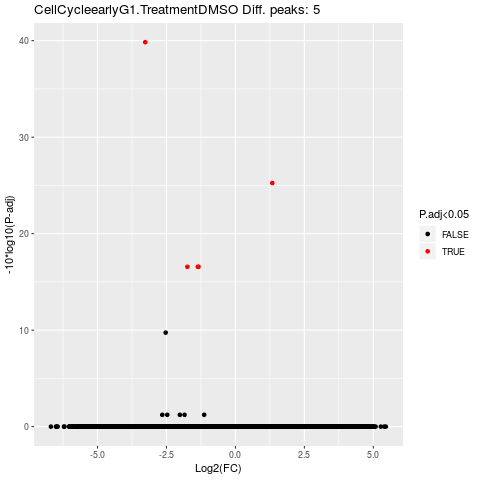 CellCycleearlyG1.TreatmentDMSO Diff. peaks: 5
-10*log10(P-adj)
40
30
20
10
0
-5.0 -2.5 0.0 2.5 5.0
Log2(FC)
P.adj<0.05
FALSE
TRUE